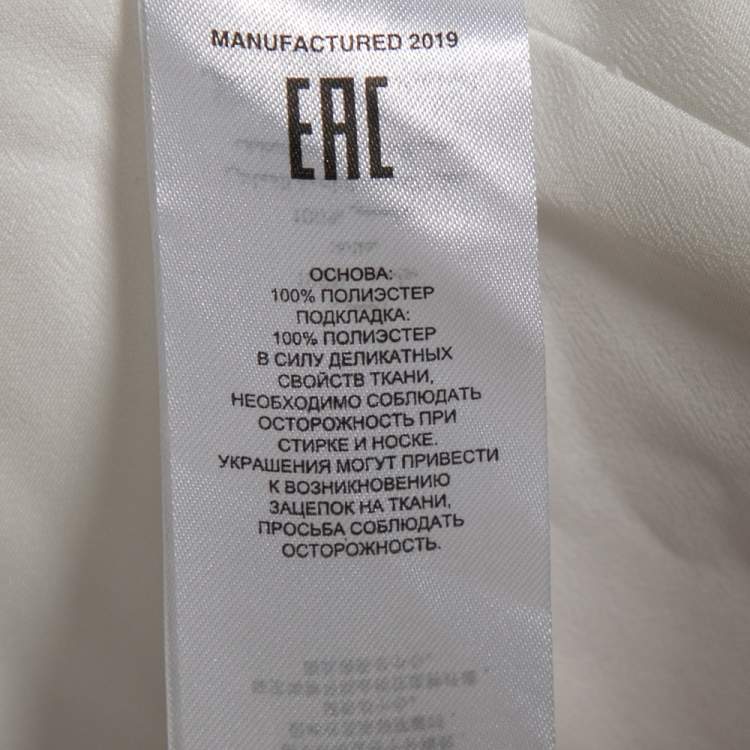 MANUFACTURED 2019
EAC
ОСНОВА:
100% ПОЛИЭСТЕР
ПОДКЛАДКА:
100% ПОЛИЭСТЕР
В СИЛУ ДЕЛИКАТНЫХ
СВОЙСТВ ТКАНИ,
НЕОБХОДИМО СОБЛЮДАТЬ
ОСТОРОЖНОСТЬ ПРИ
СТИРКЕ И НОСКЕ.
УКРАШЕНИЯ МОГУТ ПРИВЕСТИ
К ВОЗНИКНОВЕНИЮ
ЗАЦЕПОК НА ТКАНИ,
ПРОСЬБА СОБЛЮДАТЬ
ОСТОРОЖНОСТЬ.